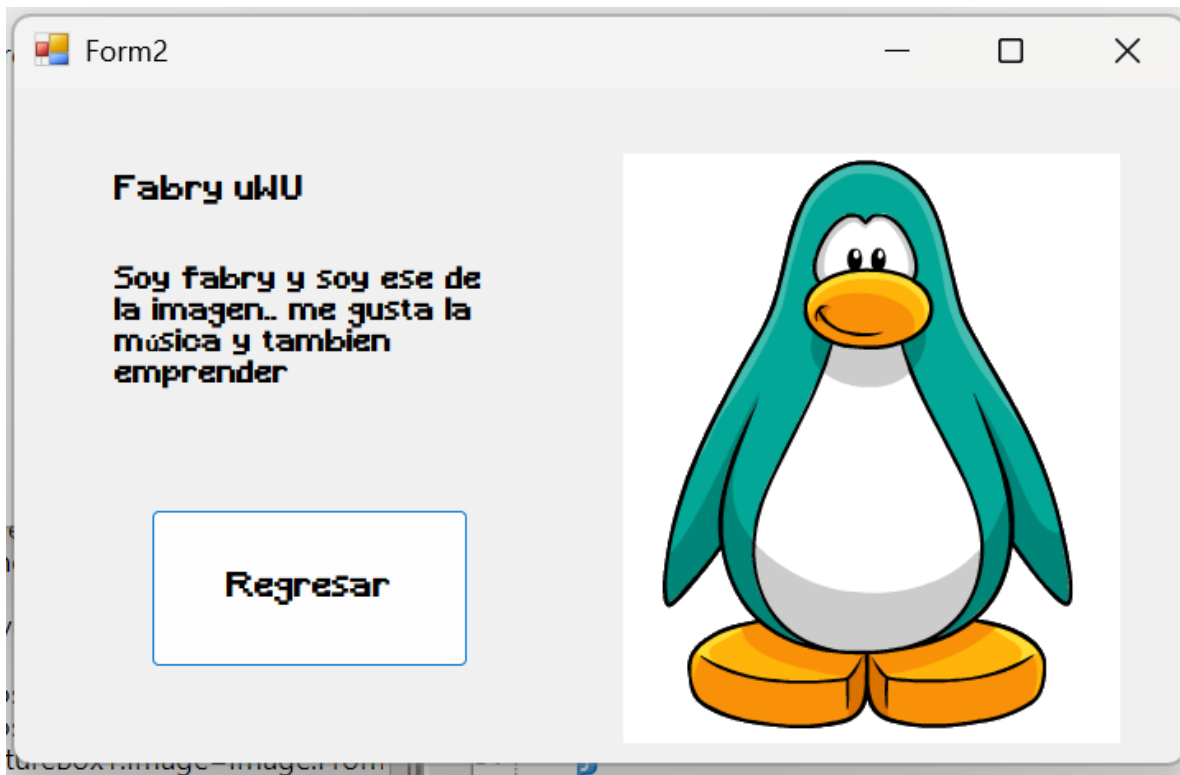 Form2
Fabry uWU
Soy fabry y soy ese de
la imagen.. me gusta la
música y tambien
emprender
Regresar